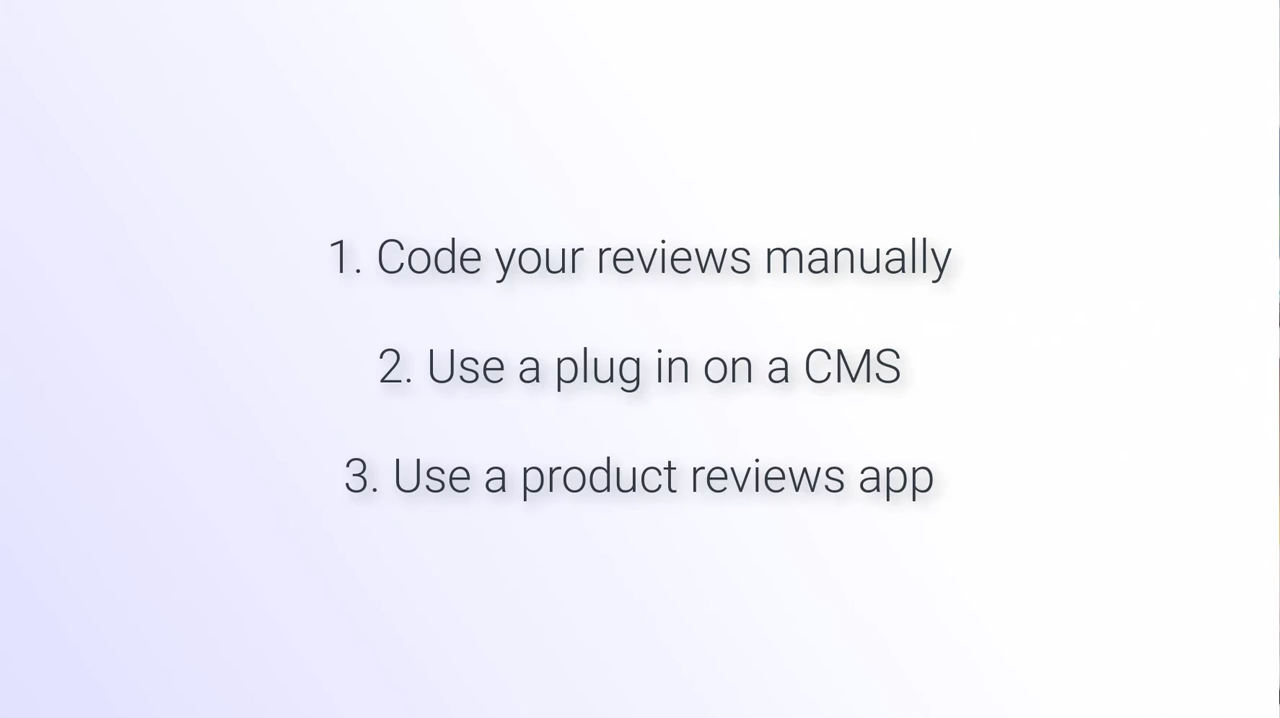 1. Code your reviews manually
2. Use a plug in on a CMS
3. Use a product reviews app